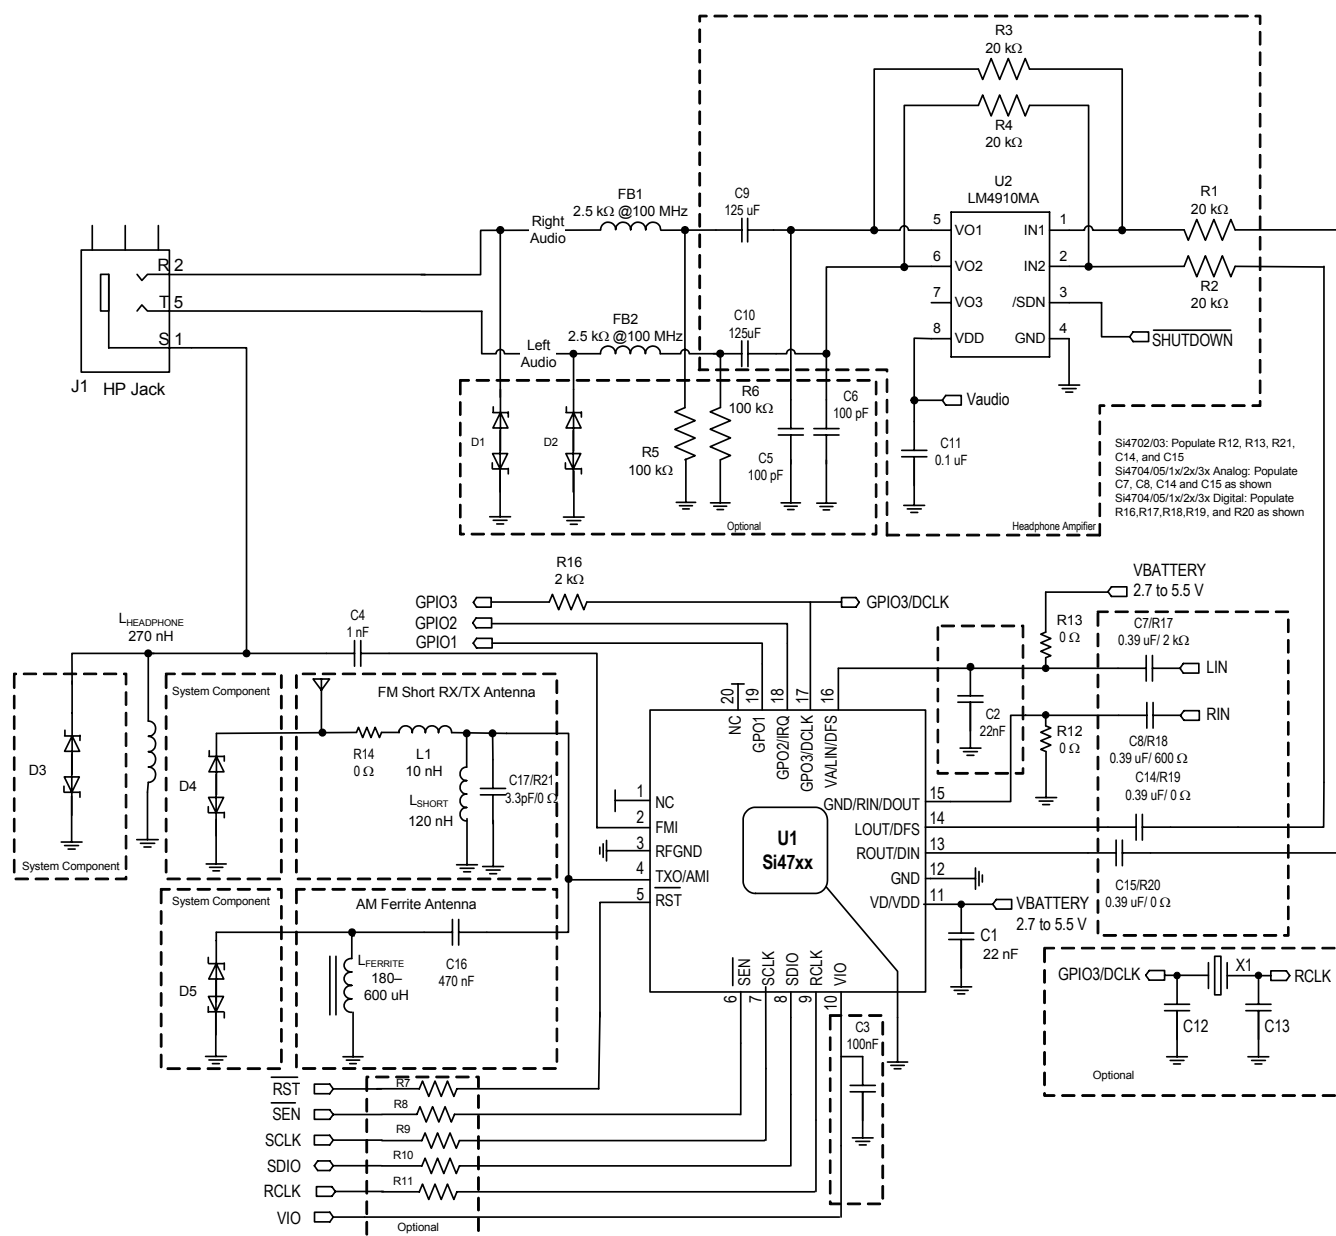 R3
20 kΩ
R4
20 kΩ
U2
LM4910MA
FB1
2.5 kΩ @100 MHz
C9
125 uF
R1
20 kΩ
Right
Audio
5
VO1
IN1
1
6
VO2
IN2
2
7
VO3
/SDN
3
8
VDD
GND
4
R2
20 kΩ
SHUTDOWN
R 2
T 5
S 1
J1
HP Jack
FB2
2.5 kΩ @100 MHz
C10
125uF
Left
Audio
R6
100 kΩ
C6
100 pF
Vaudio
D1
D2
R5
100 kΩ
C5
100 pF
C11
0.1 uF
Optional
Headphone Ampifier
Si4702/03: Populate R12, R13, R21,
C14, and C15
Si4704/05/1x/2x/3x Analog: Populate
C7, C8, C14 and C15 as shown
Si4704/05/1x/2x/3x Digital: Populate
R16,R17,R18,R19, and R20 as shown
R16
2 kΩ
GPIO3
GPIO3/DCLK
GPIO2
GPIO1
VBATTERY
2.7 to 5.5 V
R13
0 Ω
C7/R17
0.39 uF/ 2 kΩ
LIN
RIN
R12
0 Ω
C8/R18
0.39 uF/ 600 Ω
C14/R19
0.39 uF/ 0 Ω
C15/R20
0.39 uF/ 0 Ω
C2
22nF
LHEADPHONE
270 nH
C4
1 nF
D3
System Component
System Component
D4
FM Short RX/TX Antenna
R14
0 Ω
L1
10 nH
LSHORT
120 nH
C17/R21
3.3pF/0 Ω
System Component
D5
AM Ferrite Antenna
LFERRITE
180–
600 uH
C16
470 nF
20
19
18
17
16
NC
GPO1
GPO2/IRQ
GPO3/DCLK
VA/LIN/DFS
1
NC
2
FMI
3
RFGND
4
TXO/AMI
5
RST
U1
Si47xx
GND/RIN/DOUT
15
LOUT/DFS
14
ROUT/DIN
13
GND
12
VD/VDD
11
SEN
SCLK
SDIO
RCLK
VIO
6
7
8
9
10
VBATTERY
2.7 to 5.5 V
C1
22 nF
C3
100nF
GPIO3/DCLK
X1
RCLK
C12
C13
Optional
RST
R7
SEN
R8
SCLK
R9
SDIO
R10
RCLK
R11
VIO
Optional